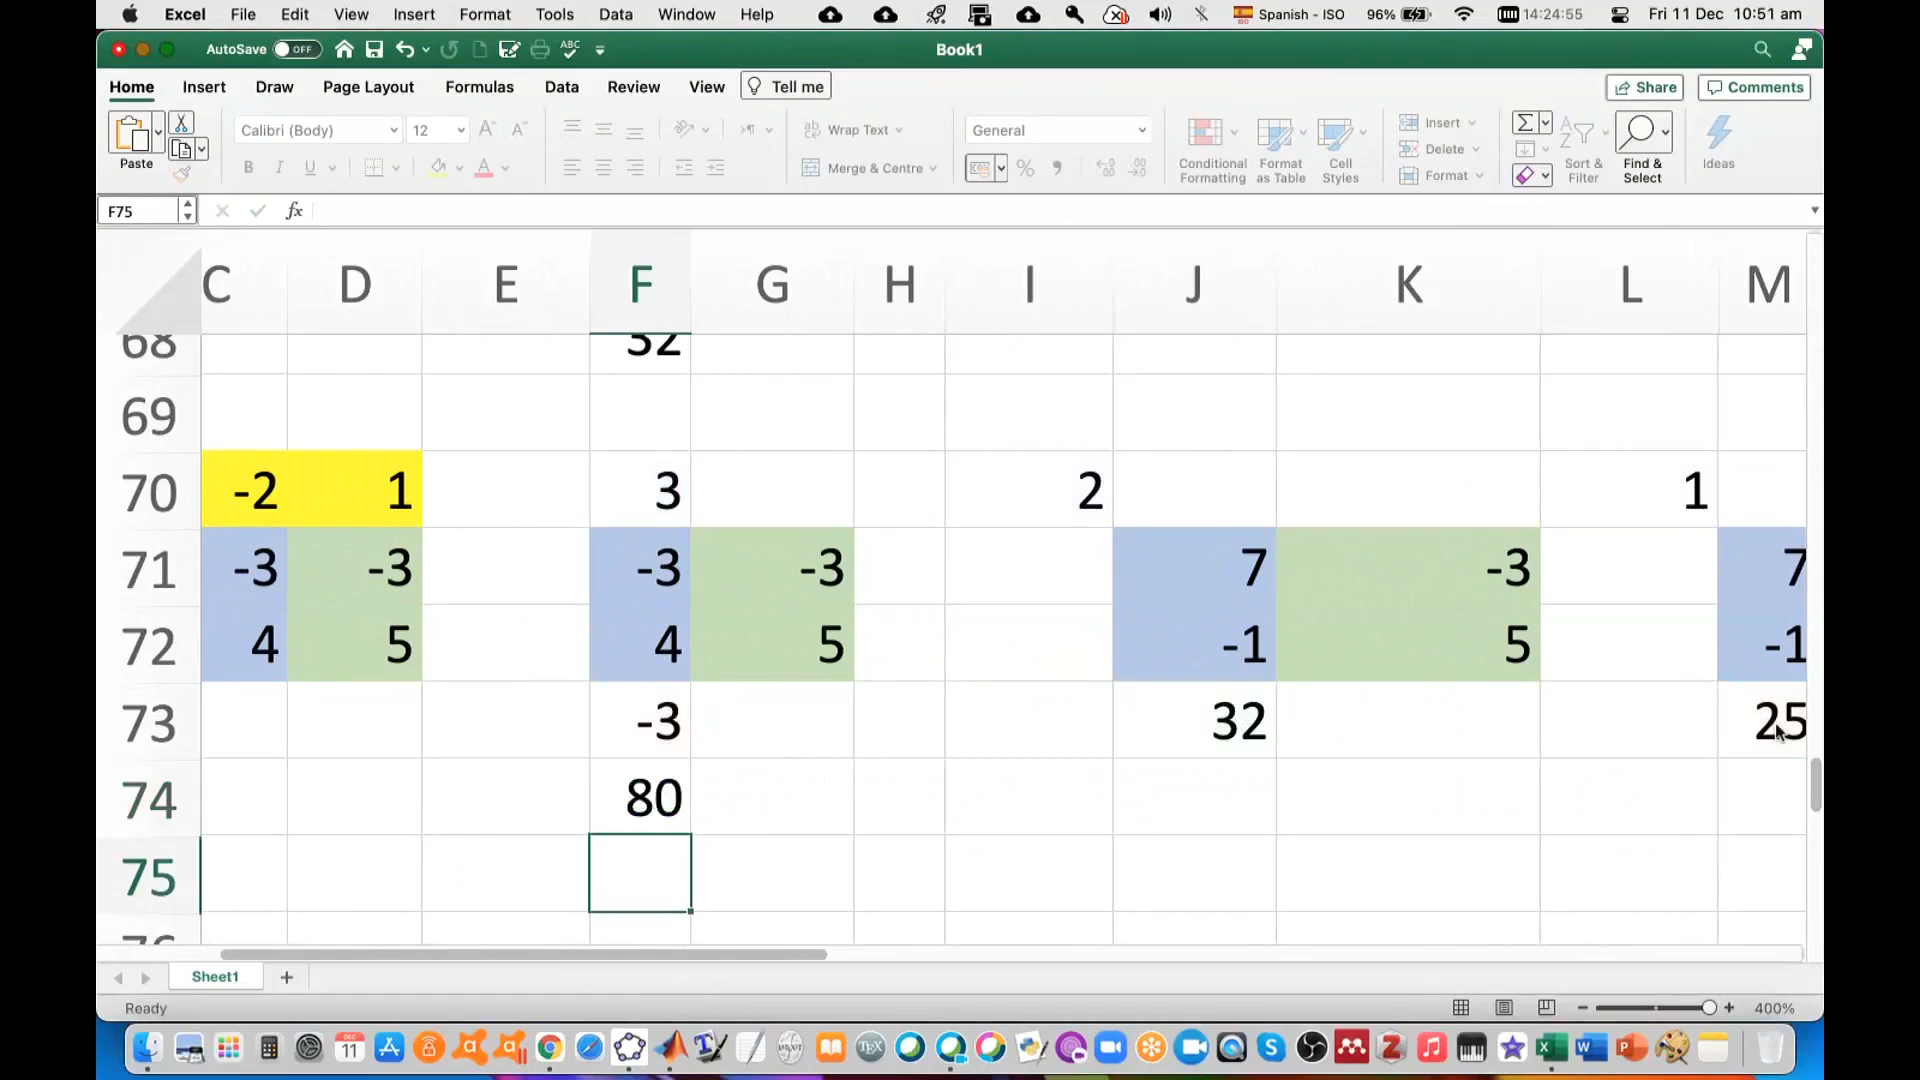 Excel File Edit View Insert Format Tools Data Window Help Spanish - ISO 96% 14:24:55 Fri 11 Dec 10:51 am
AutoSave OFF ABC Book1
Home Insert Draw Page Layout Formulas Data Review View Tell me Share Comments
Paste Calibri (Body) 12 Wrap Text General Conditional Formatting Format as Table Cell Styles Insert Sort & Filter Find & Select Ideas
B I U Merge & Centre Delete
Format
F75 fx
C D E F G H I J K L M
68 32
69
70 -2 1 3 2 1
71 -3 -3 -3 -3 7 -3 7
72 4 5 4 5 -1 5 -1
73 -3 32 25
74 80
75
76
Sheet1
Ready 400%